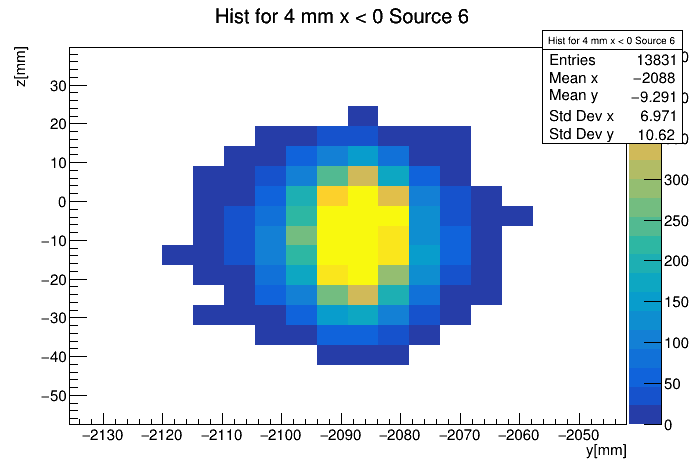 Hist for 4 mm x < 0 Source 6
z[mm]
Hist for 4 mm x < 0 Source 6
Entries 13831
Mean x −2088
Mean y −9.291
Std Dev x 6.971
Std Dev y 10.62
30
20
10
0
−10
−20
−30
−40
−50
300
250
200
150
100
50
0
−2130 −2120 −2110 −2100 −2090 −2080 −2070 −2060 −2050
y[mm]